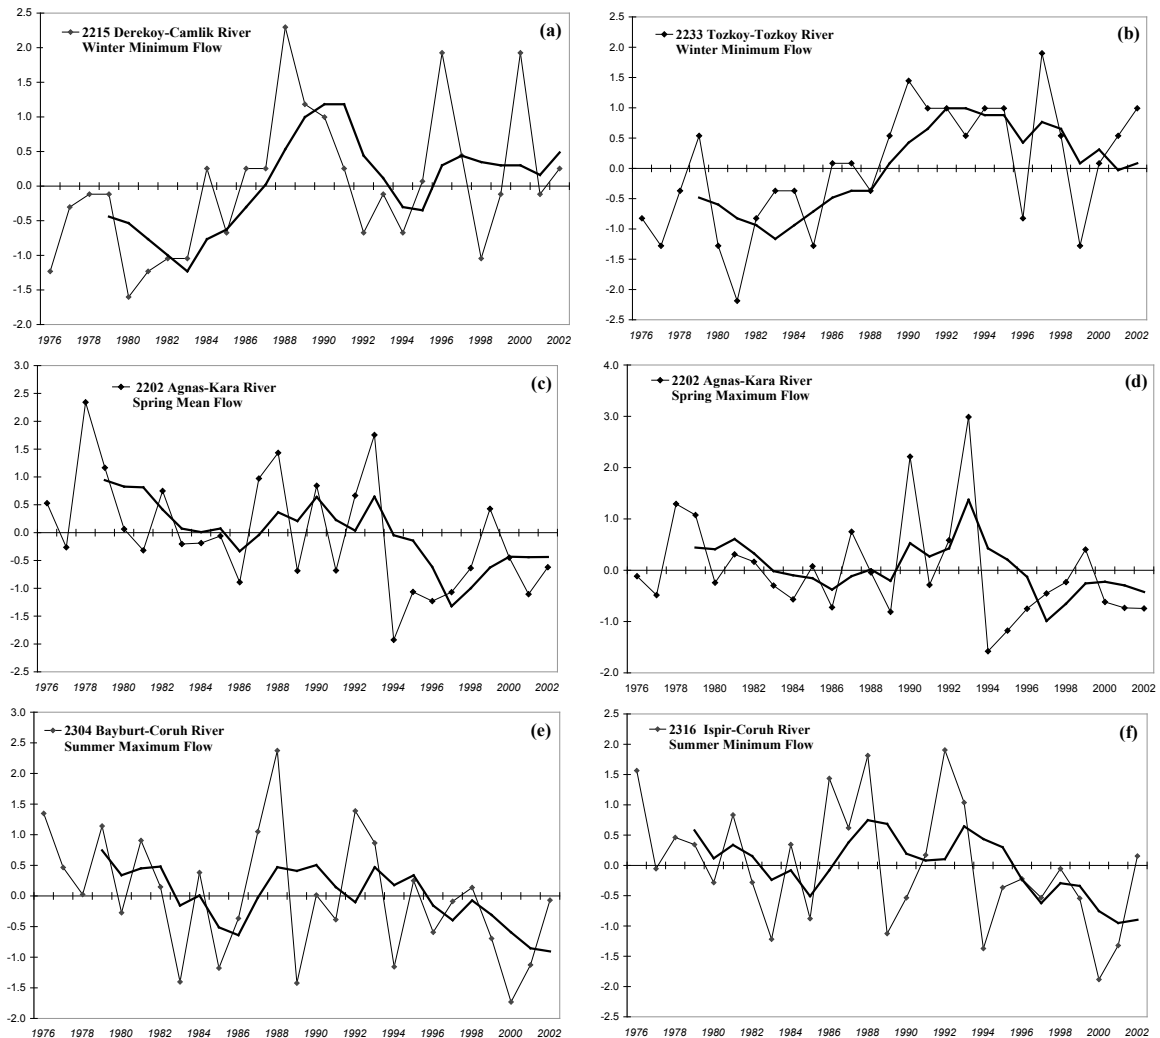 2215 Derekoy-Camlik River
Winter Minimum Flow
(a)
2.5
2.0
1.5
1.0
0.5
0.0
-0.5
-1.0
-1.5
-2.0
1976 1978 1980 1982 1984 1986 1988 1990 1992 1994 1996 1998 2000 2002
2233 Tozkoy-Tozkoy River
Winter Minimum Flow
(b)
2.5
2.0
1.5
1.0
0.5
0.0
-0.5
-1.0
-1.5
-2.0
-2.5
1976 1978 1980 1982 1984 1986 1988 1990 1992 1994 1996 1998 2000 2002
2202 Agnas-Kara River
Spring Mean Flow
(c)
3.0
2.5
2.0
1.5
1.0
0.5
0.0
-0.5
-1.0
-1.5
-2.0
-2.5
1976 1978 1980 1982 1984 1986 1988 1990 1992 1994 1996 1998 2000 2002
2202 Agnas-Kara River
Spring Maximum Flow
(d)
4.0
3.0
2.0
1.0
0.0
-1.0
-2.0
1976 1978 1980 1982 1984 1986 1988 1990 1992 1994 1996 1998 2000 2002
2304 Bayburt-Coruh River
Summer Maximum Flow
(e)
3.0
2.5
2.0
1.5
1.0
0.5
0.0
-0.5
-1.0
-1.5
-2.0
1976 1978 1980 1982 1984 1986 1988 1990 1992 1994 1996 1998 2000 2002
2316 Ispir-Coruh River
Summer Minimum Flow
(f)
2.5
2.0
1.5
1.0
0.5
0.0
-0.5
-1.0
-1.5
-2.0
-2.5
1976 1978 1980 1982 1984 1986 1988 1990 1992 1994 1996 1998 2000 2002